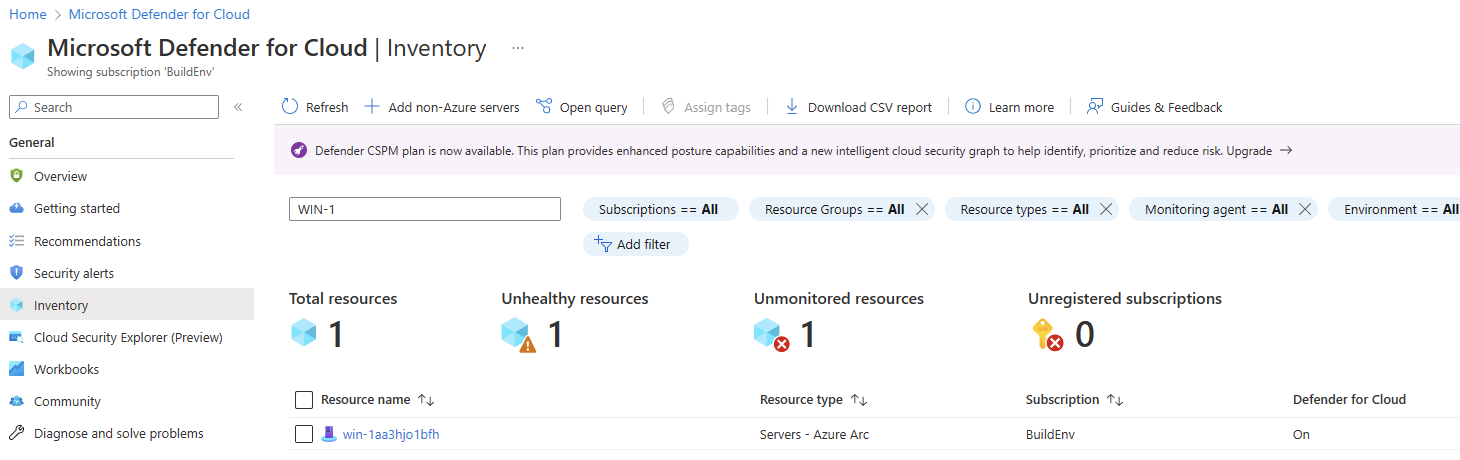 Home > Microsoft Defender for Cloud
Microsoft Defender for Cloud | Inventory ...
Showing subscription 'BuildEnv'
Search «
Refresh Add non-Azure servers Open query Assign tags Download CSV report Learn more Guides & Feedback
General
Overview
Getting started
Recommendations
Security alerts
Inventory
Cloud Security Explorer (Preview)
Workbooks
Community
Diagnose and solve problems
Defender CSPM plan is now available. This plan provides enhanced posture capabilities and a new intelligent cloud security graph to help identify, prioritize and reduce risk. Upgrade →
WIN-1 Subscriptions == All Resource Groups == All Resource types == All Monitoring agent == All Environment == All
Add filter
Total resources Unhealthy resources Unmonitored resources Unregistered subscriptions
1 1 1 0
Resource name ↑↓ Resource type ↑↓ Subscription ↑↓ Defender for Cloud
win-1aa3hjo1bfh Servers - Azure Arc BuildEnv On